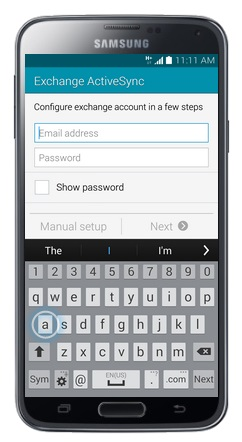 SAMSUNG
11:11 AM
Exchange ActiveSync
Configure exchange account in a few steps
Email address
Password
Show password
Manual setup Next
The I I'm
1 2 3 4 5 6 7 8 9 0
q w e r t y u i o p
a s d f g h j k l
z x c v b n m
Sym @ EN(US) . .com Next